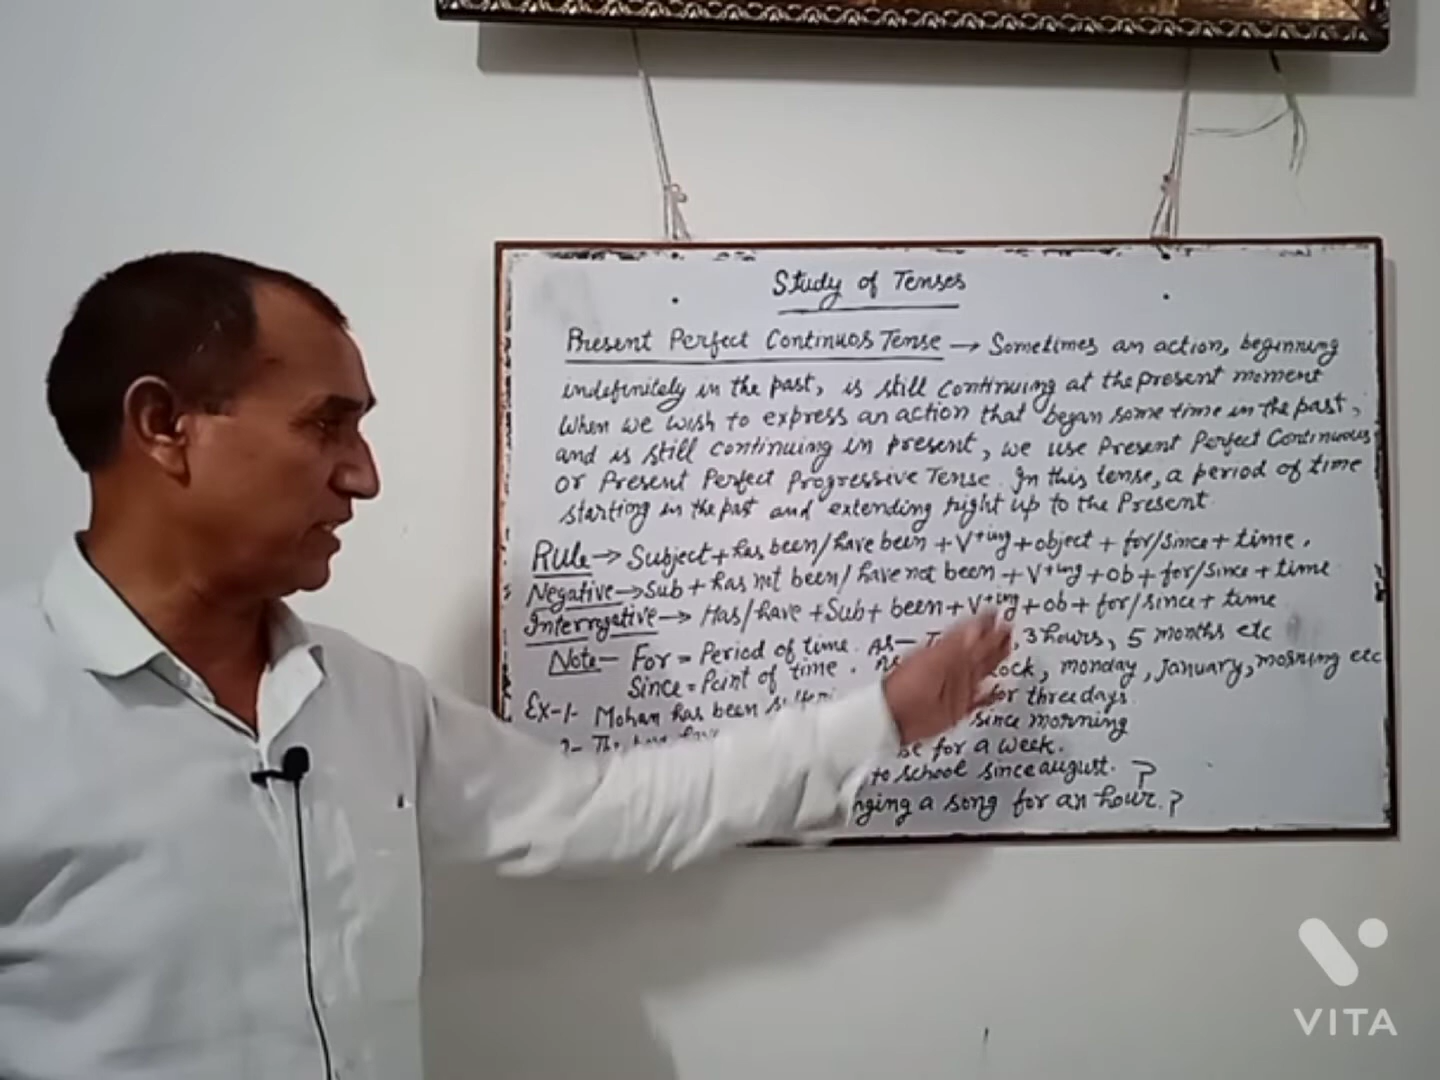 Study of Tenses
Present Perfect Continuos Tense → Sometimes an action, beginning
indefinitely in the past, is still continuing at the present moment
When we wish to express an action that began some time in the past,
and is still continuing in present, we use Present Perfect Continuous
or Present Perfect Progressive Tense. In this tense, a period of time
starting in the past and extending right up to the Present.
Rule → Subject + has been/have been + V+ing + object + for/since + time.
Negative → Sub + has not been/have not been + V+ing + ob + for/since + time
Interrogative → Has/have + Sub + been + V+ing + ob + for/since + time
Note — For = Period of time. As — 3 hours, 5 months etc
Since = Point of time. monday, January, morning etc
Ex-1- Mohan has been for three days.
2- since morning
for a week.
to school since august. ?
a song for an hour. ?
VITA